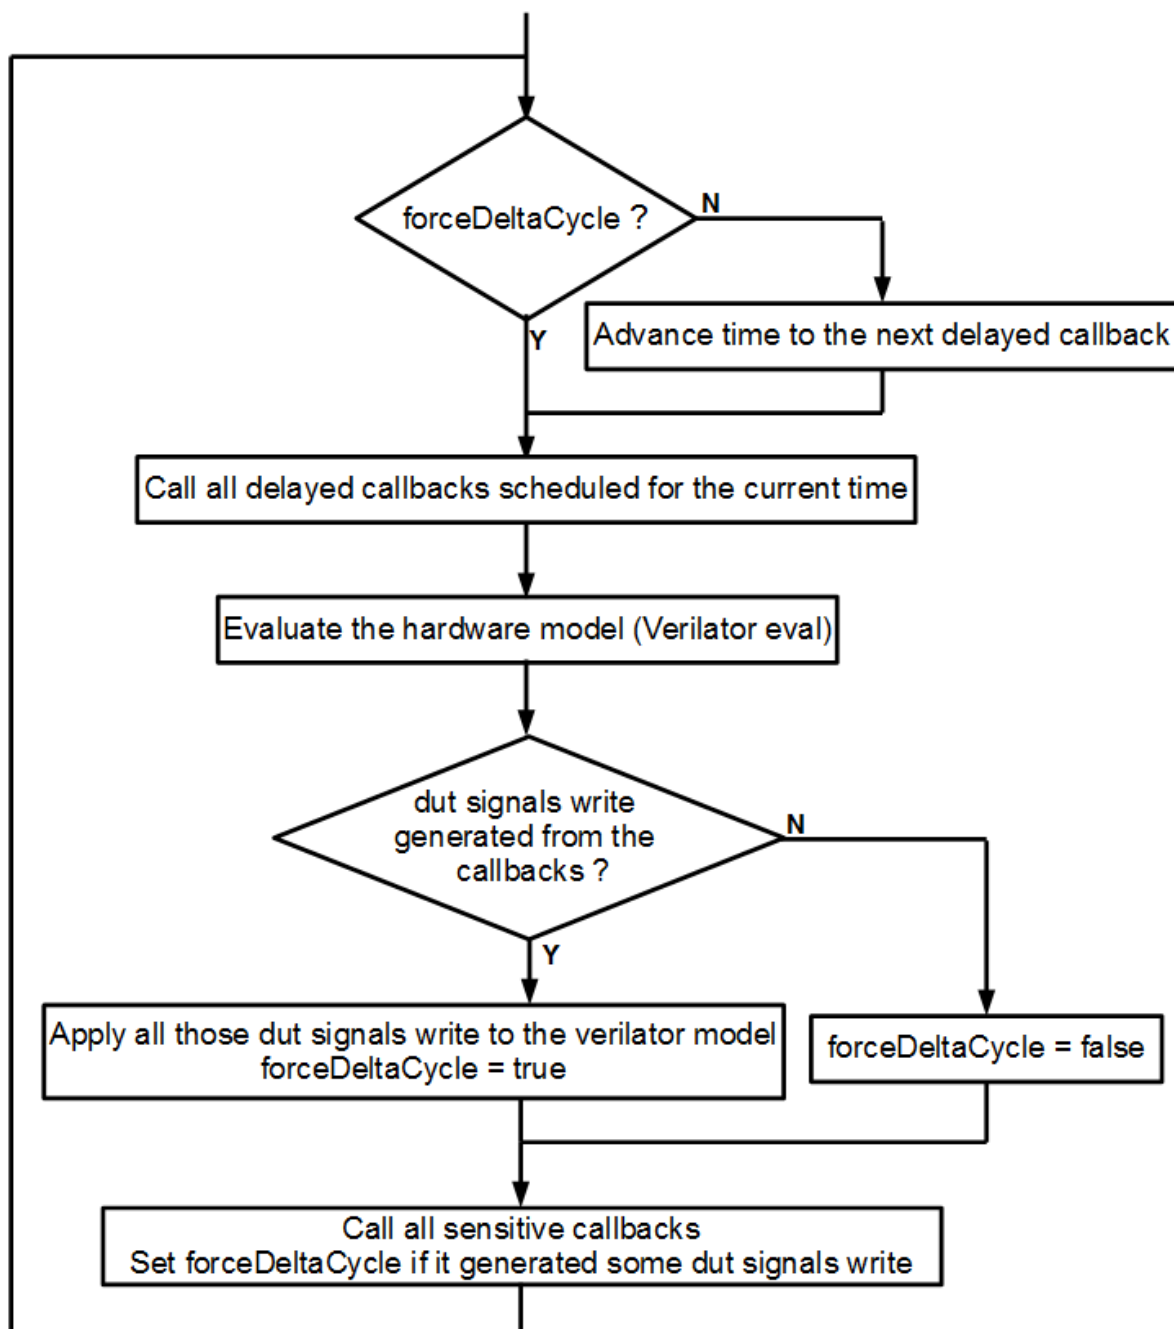 forceDeltaCycle ?
N
Y
Advance time to the next delayed callback
Call all delayed callbacks scheduled for the current time
Evaluate the hardware model (Verilator eval)
dut signals write
generated from the
callbacks ?
N
Y
Apply all those dut signals write to the verilator model
forceDeltaCycle = true
forceDeltaCycle = false
Call all sensitive callbacks
Set forceDeltaCycle if it generated some dut signals write